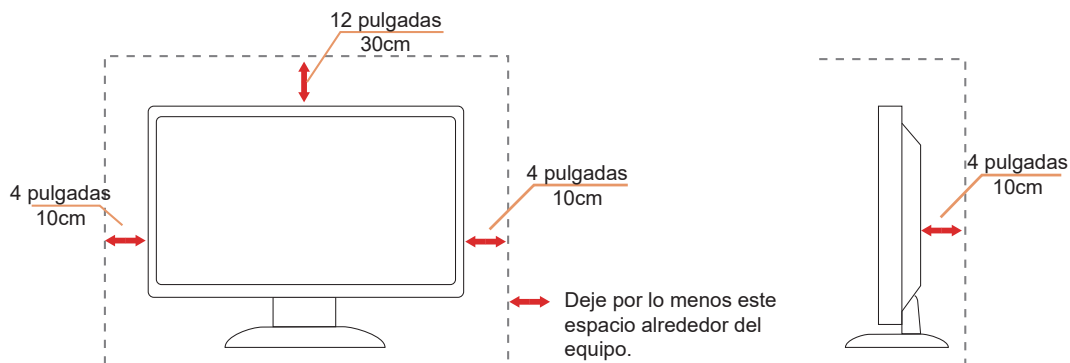 12 pulgadas
30cm
4 pulgadas
10cm
4 pulgadas
10cm
Deje por lo menos este
espacio alrededor del
equipo.
4 pulgadas
10cm